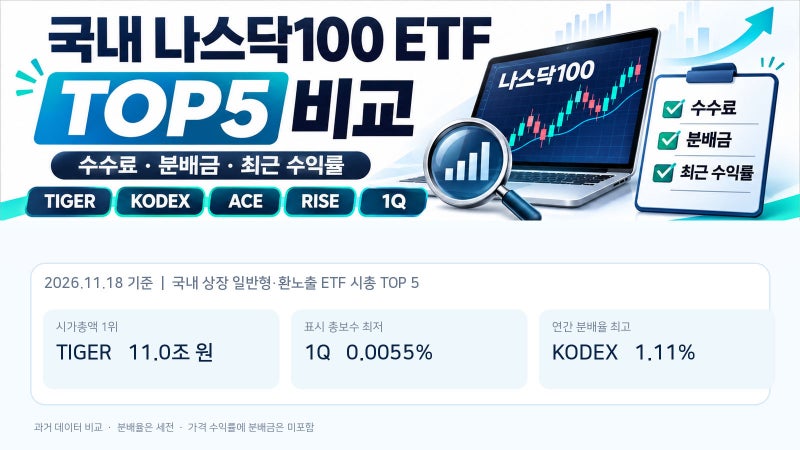 국내 나스닥100 ETF
TOP5 비교
수수료 · 분배금 · 최근 수익률
TIGER KODEX ACE RISE 1Q
나스닥100
수수료
분배금
최근 수익률
2026.11.18 기준 | 국내 상장 일반형·환노출 ETF 시총 TOP 5
시가총액 1위
TIGER 11.0조 원
표시 총보수 최저
1Q 0.0055%
연간 분배율 최고
KODEX 1.11%
과거 데이터 비교 · 분배율은 세전 · 가격 수익률에 분배금은 미포함